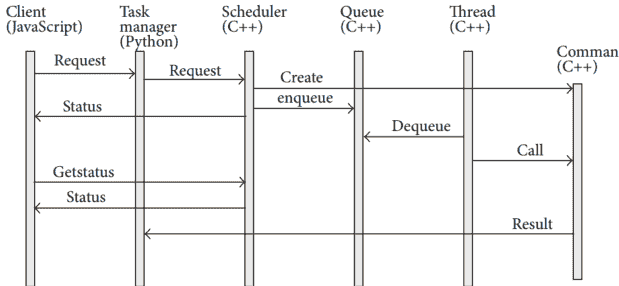 Client
(JavaScript)
Task
manager
(Python)
Scheduler
(C++)
Queue
(C++)
Thread
(C++)
Comman
(C++)
Request
Request
Create
enqueue
Status
Dequeue
Call
Getstatus
Status
Result